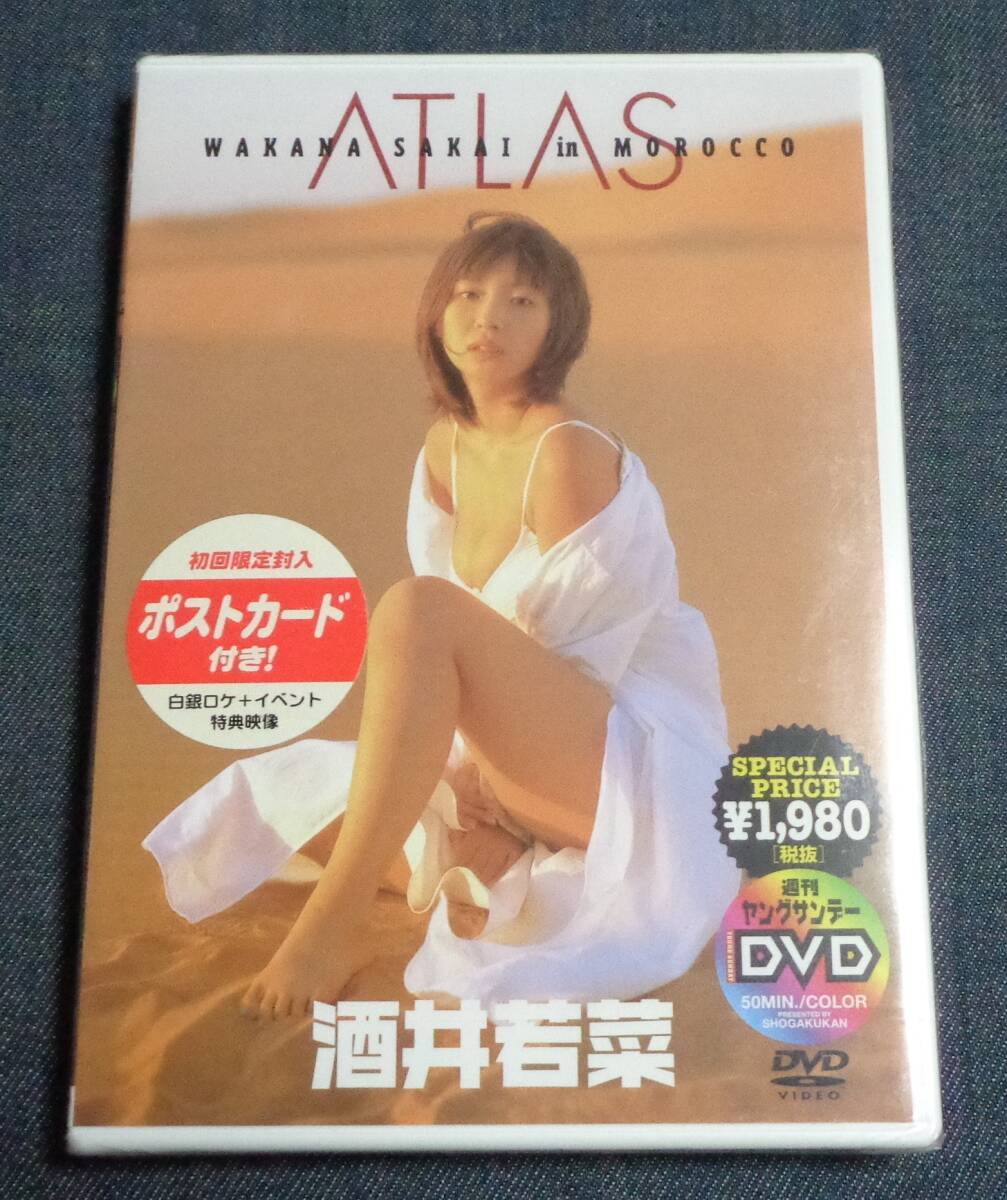 ATLAS
WAKANA SAKAI in MOROCCO
初回限定封入
ポストカード
付き!
白銀ロケ+イベント
特典映像
SPECIAL
PRICE
¥1,980
[税抜]
週刊
ヤングサンデー
YOUNG SUNDAY
DVD
50MIN./COLOR
PRESENTED BY
SHOGAKUKAN
酒井若菜
DVD
VIDEO